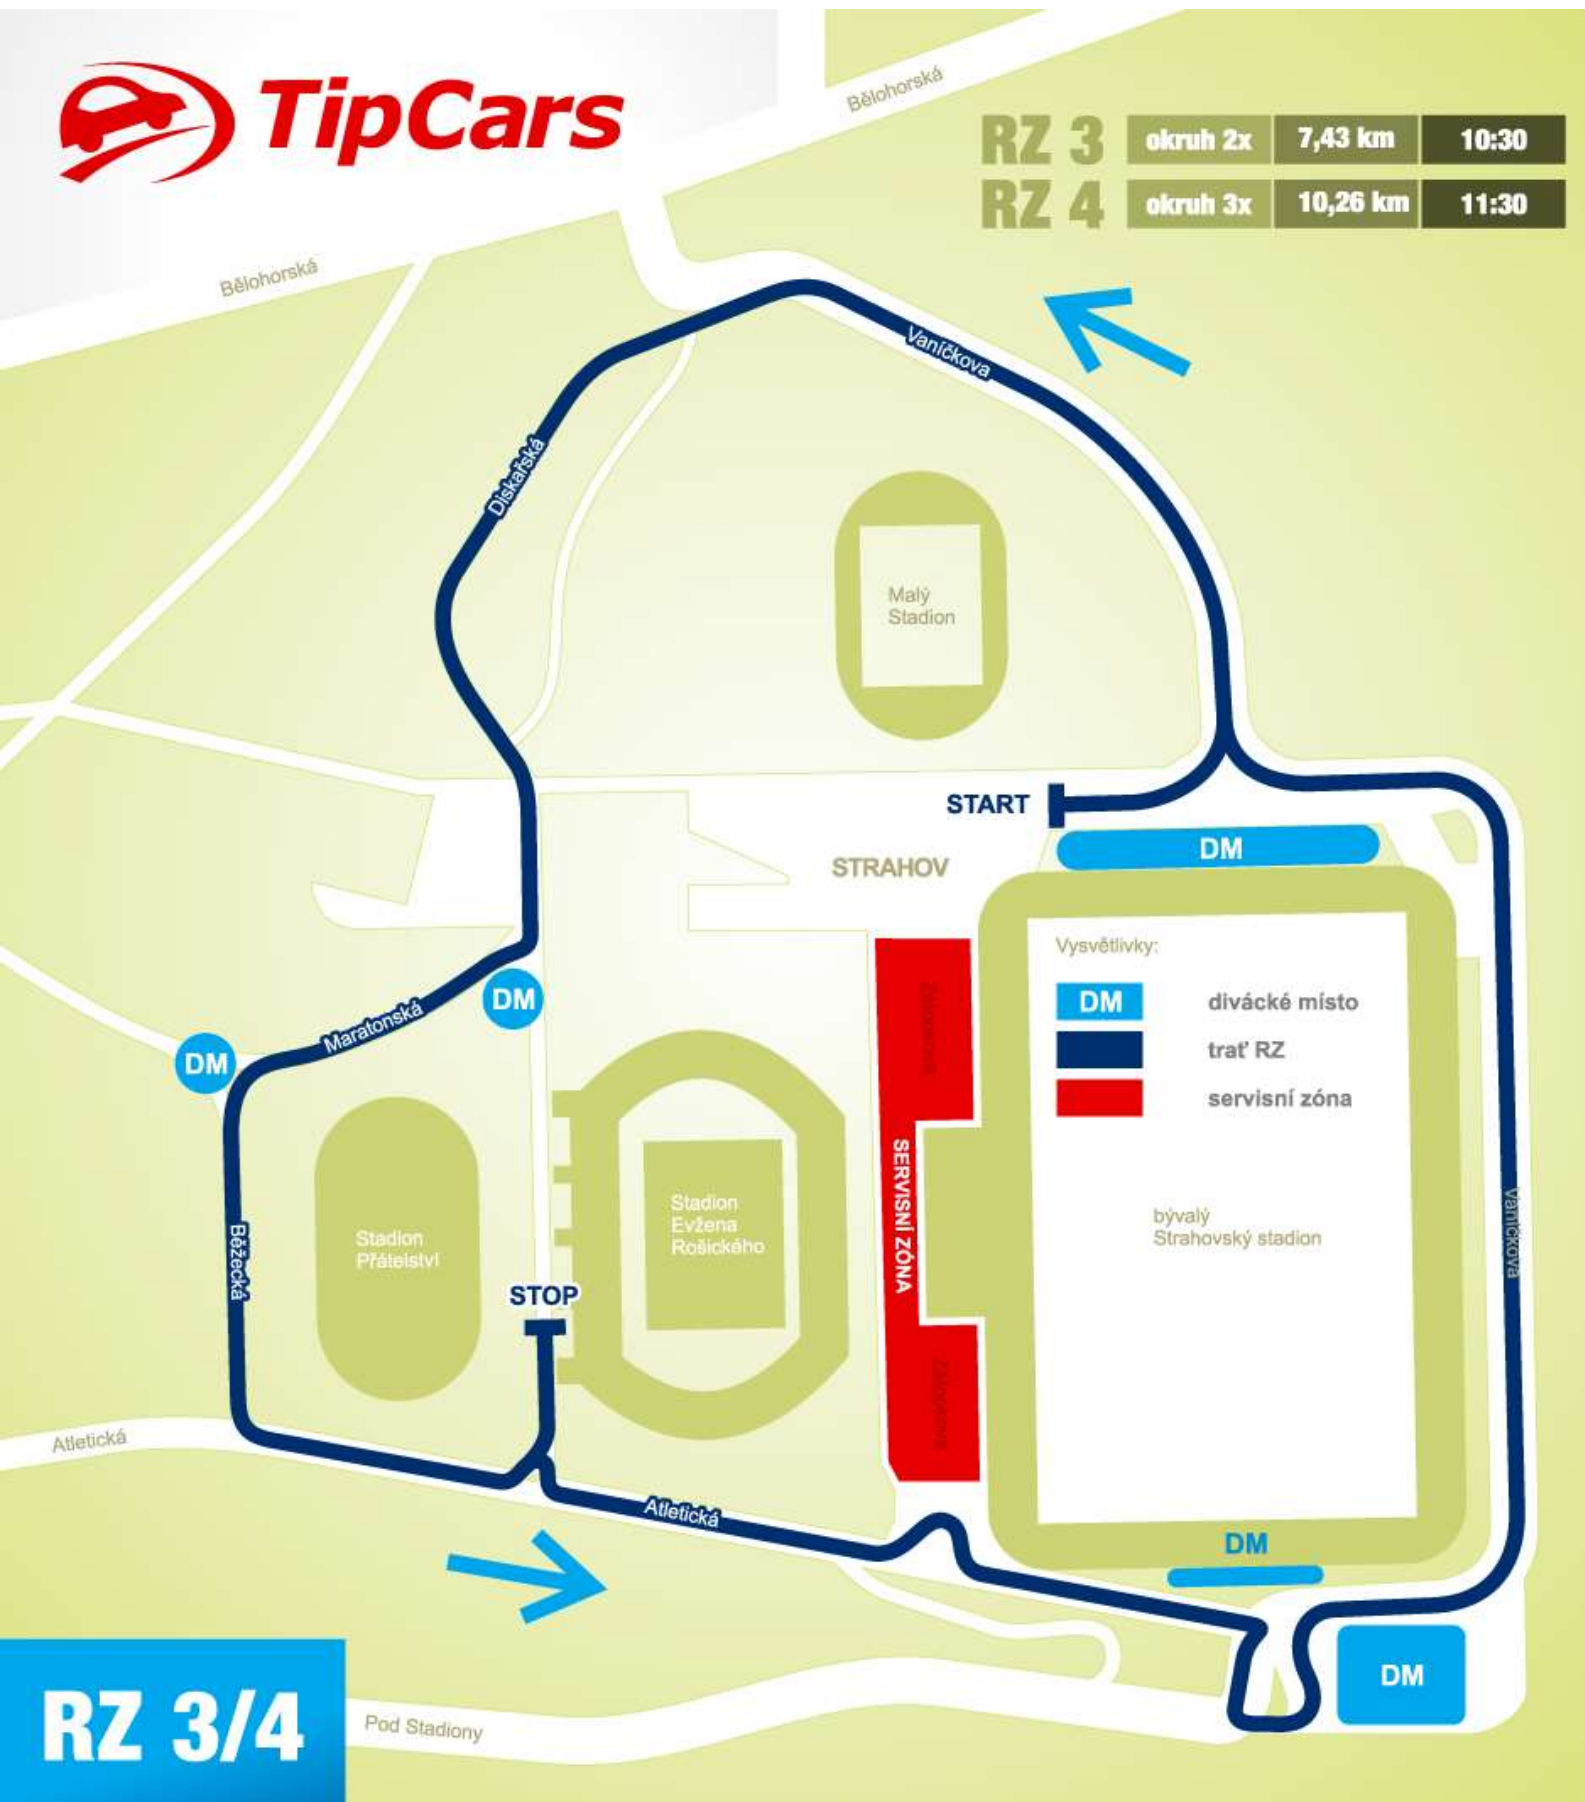 TipCars
Bělohorská
RZ 3 okruh 2x 7,43 km 10:30
RZ 4 okruh 3x 10,26 km 11:30
Bělohorská
Vaníčkova
Diskařská
Malý
Stadion
START
DM
STRAHOV
Vysvětlivky:
DM divácké místo
trať RZ
servisní zóna
DM
Maratonská
DM
SERVISNÍ ZÓNA
bývalý
Strahovský stadion
Vaníčkova
Stadion
Evžena
Rošického
Stadion
Přátelství
Běžecká
STOP
Atletická
Atletická
DM
DM
RZ 3/4
Pod Stadiony